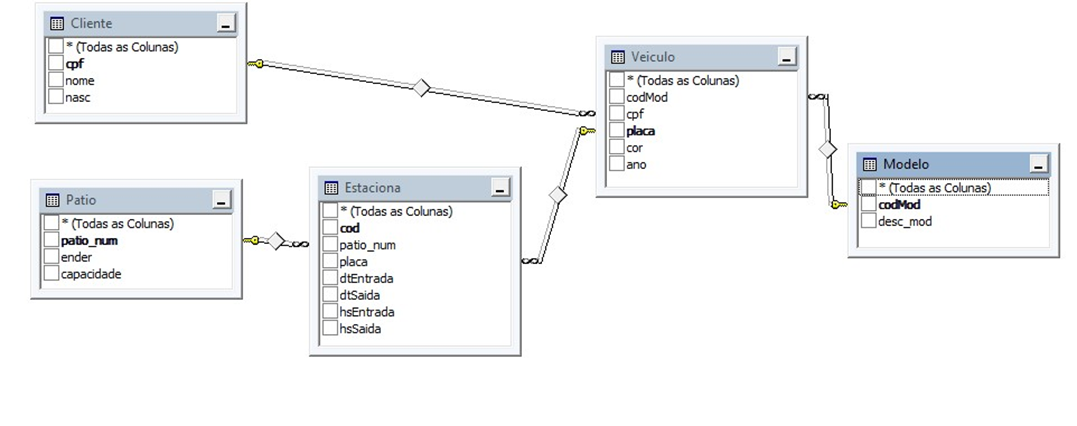 Cliente
* (Todas as Colunas)
cpf
nome
nasc
Veiculo
* (Todas as Colunas)
codMod
cpf
placa
cor
ano
Modelo
* (Todas as Colunas)
codMod
desc_mod
Patio
* (Todas as Colunas)
patio_num
ender
capacidade
Estaciona
* (Todas as Colunas)
cod
patio_num
placa
dtEntrada
dtSaida
hsEntrada
hsSaida